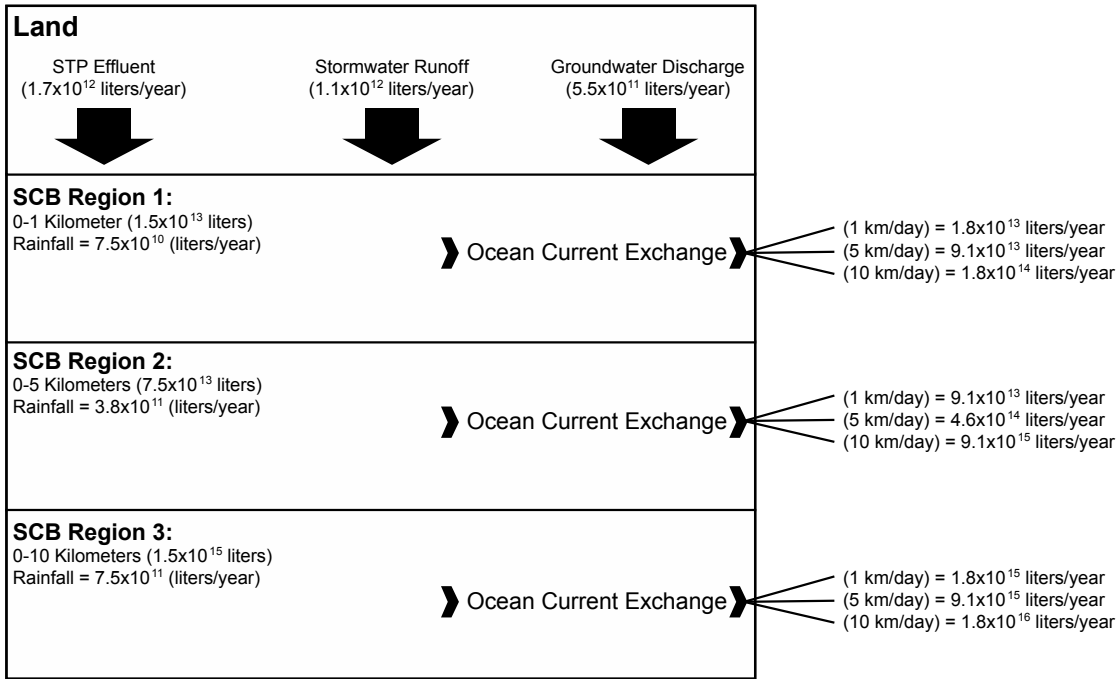 Land
STP Effluent
(1.7x10¹² liters/year)
Stormwater Runoff
(1.1x10¹² liters/year)
Groundwater Discharge
(5.5x10¹¹ liters/year)
SCB Region 1:
0-1 Kilometer (1.5x10¹³ liters)
Rainfall = 7.5x10¹⁰ (liters/year)
Ocean Current Exchange
(1 km/day) = 1.8x10¹³ liters/year
(5 km/day) = 9.1x10¹³ liters/year
(10 km/day) = 1.8x10¹⁴ liters/year
SCB Region 2:
0-5 Kilometers (7.5x10¹³ liters)
Rainfall = 3.8x10¹¹ (liters/year)
Ocean Current Exchange
(1 km/day) = 9.1x10¹³ liters/year
(5 km/day) = 4.6x10¹⁴ liters/year
(10 km/day) = 9.1x10¹⁵ liters/year
SCB Region 3:
0-10 Kilometers (1.5x10¹⁵ liters)
Rainfall = 7.5x10¹¹ (liters/year)
Ocean Current Exchange
(1 km/day) = 1.8x10¹⁵ liters/year
(5 km/day) = 9.1x10¹⁵ liters/year
(10 km/day) = 1.8x10¹⁶ liters/year